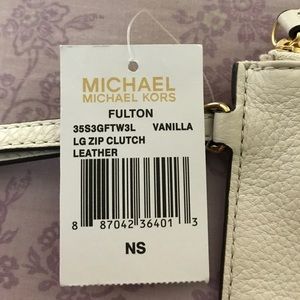 MICHAEL
MICHAEL KORS
FULTON
35S3GFTW3L VANILLA
LG ZIP CLUTCH
LEATHER
8 87042 36401 3
NS